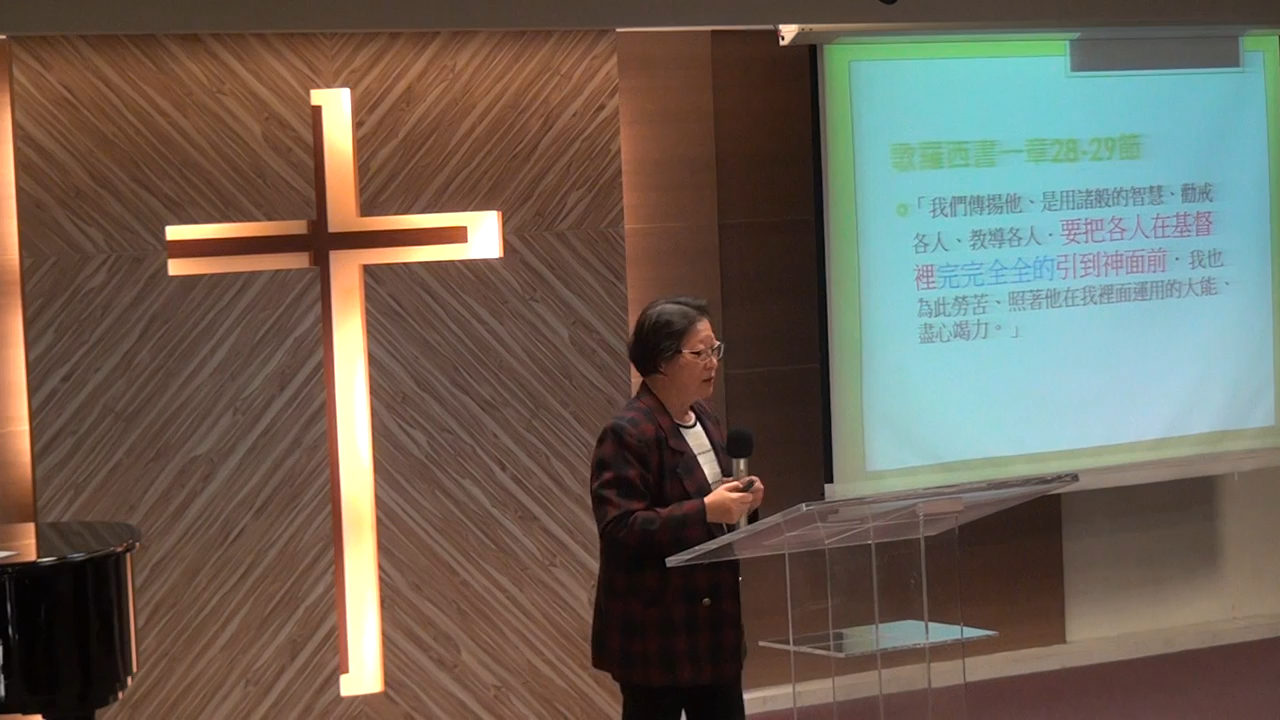 歌羅西書一章28-29節
「我們傳揚他、是用諸般的智慧、勸戒
各人、教導各人．要把各人在基督
裡完完全全的引到神面前．我也
為此勞苦、照著他在我裡面運用的大能、
盡心竭力。」